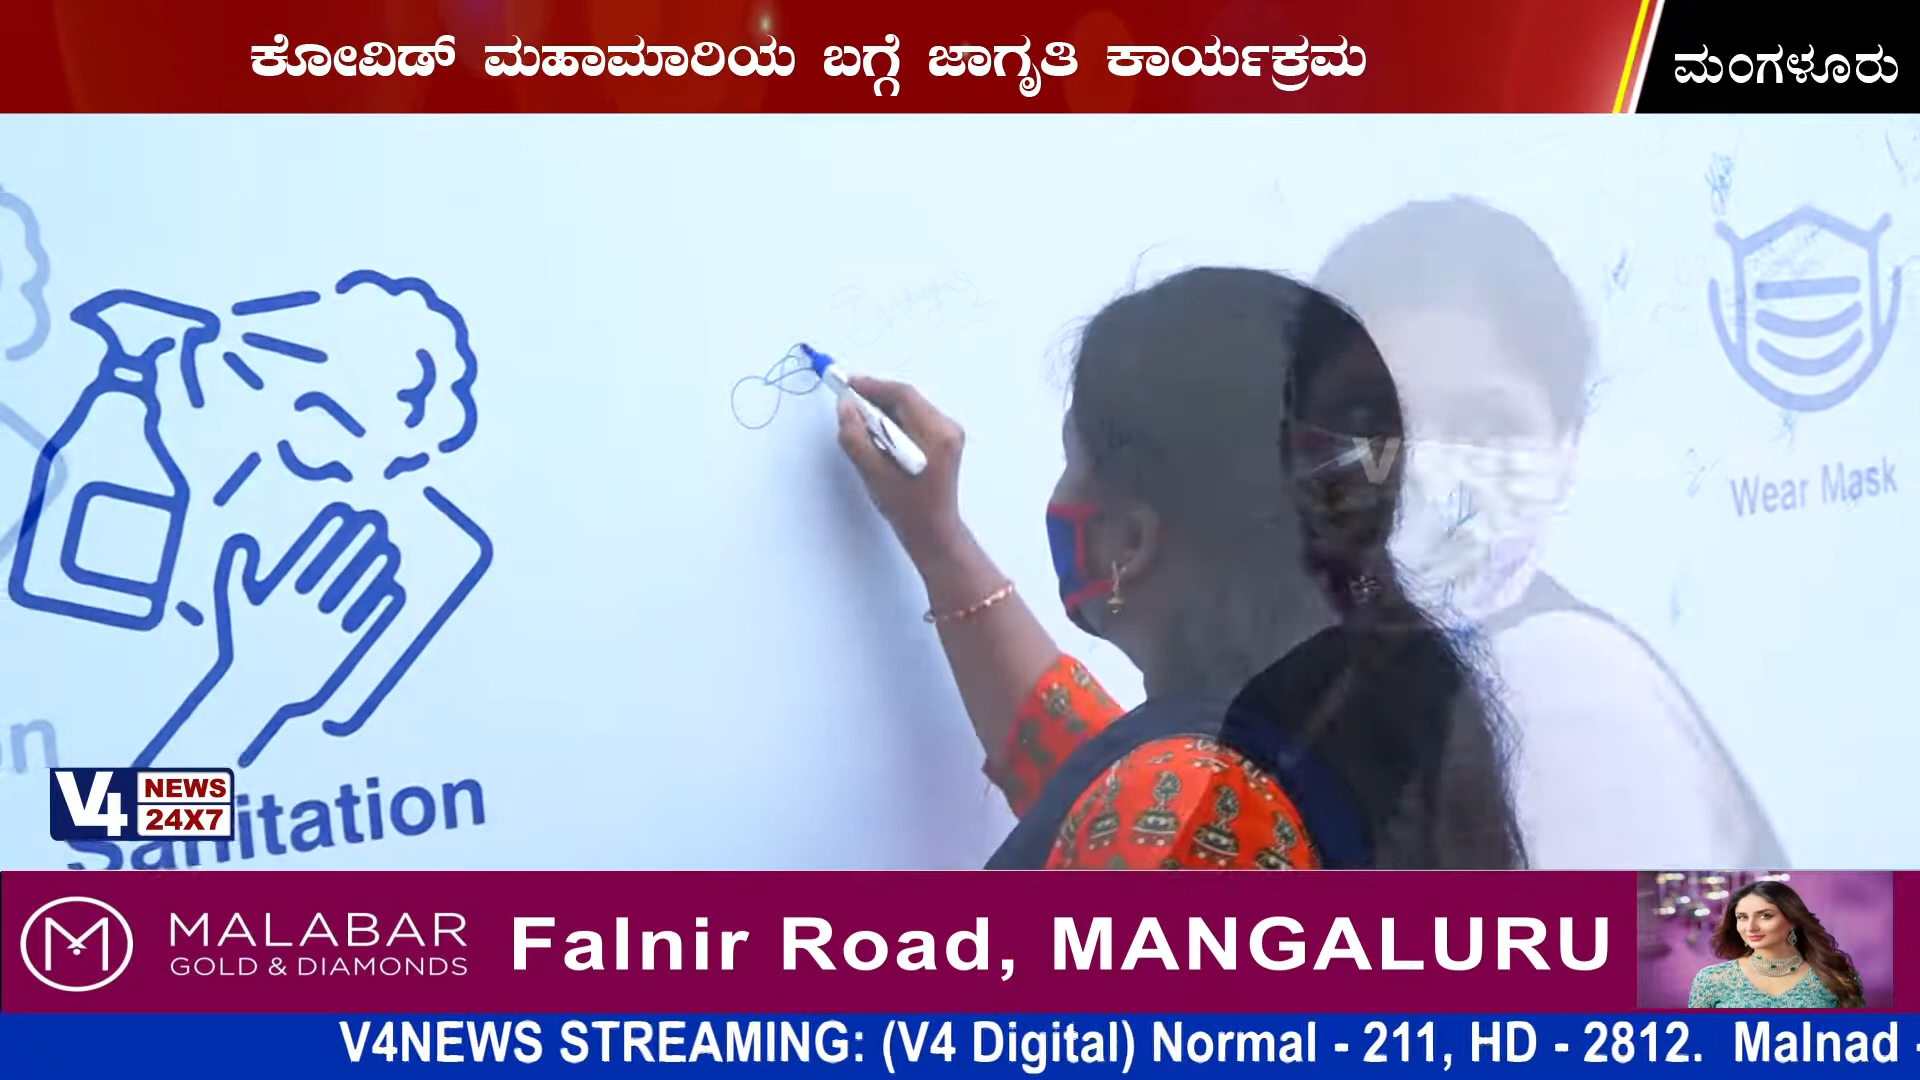 ಕೋವಿಡ್ ಮಹಾಮಾರಿಯ ಬಗ್ಗೆ ಜಾಗೃತಿ ಕಾರ್ಯಕ್ರಮ
ಮಂಗಳೂರು
Wear Mask
Sanitation
V4 NEWS
24X7
MALABAR
GOLD & DIAMONDS
Falnir Road, MANGALURU
V4NEWS STREAMING: (V4 Digital) Normal - 211, HD - 2812. Malnad -